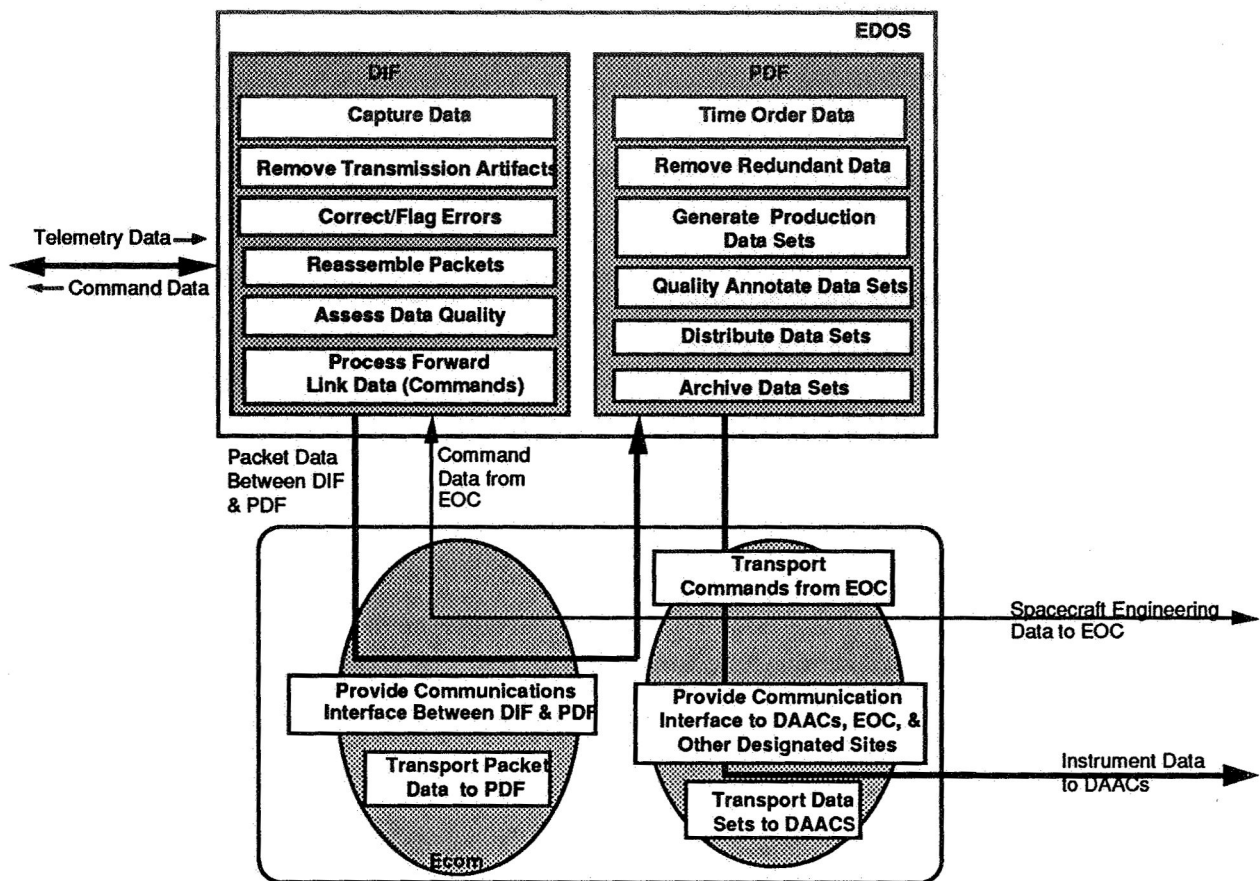 EDOS
DIF
Capture Data
Remove Transmission Artifacts
Correct/Flag Errors
Reassemble Packets
Assess Data Quality
Process Forward
Link Data (Commands)
PDF
Time Order Data
Remove Redundant Data
Generate Production
Data Sets
Quality Annotate Data Sets
Distribute Data Sets
Archive Data Sets
Telemetry Data
Command Data
Packet Data
Between DIF
& PDF
Command
Data from
EOC
Transport
Commands from EOC
Spacecraft Engineering
Data to EOC
Provide Communications
Interface Between DIF & PDF
Provide Communication
Interface to DAACs, EOC, &
Other Designated Sites
Transport Packet
Data to PDF
Instrument Data
to DAACs
Transport Data
Sets to DAACS
Ecom